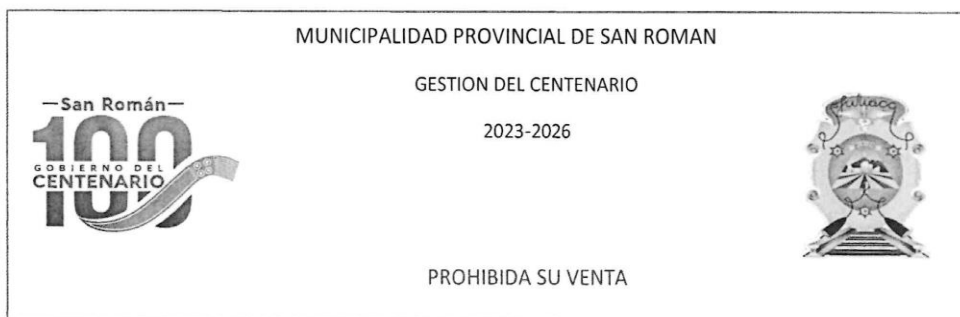 MUNICIPALIDAD PROVINCIAL DE SAN ROMAN
GESTION DEL CENTENARIO
2023-2026
San Román
100
GOBIERNO DEL
CENTENARIO
Juliaca
PROHIBIDA SU VENTA